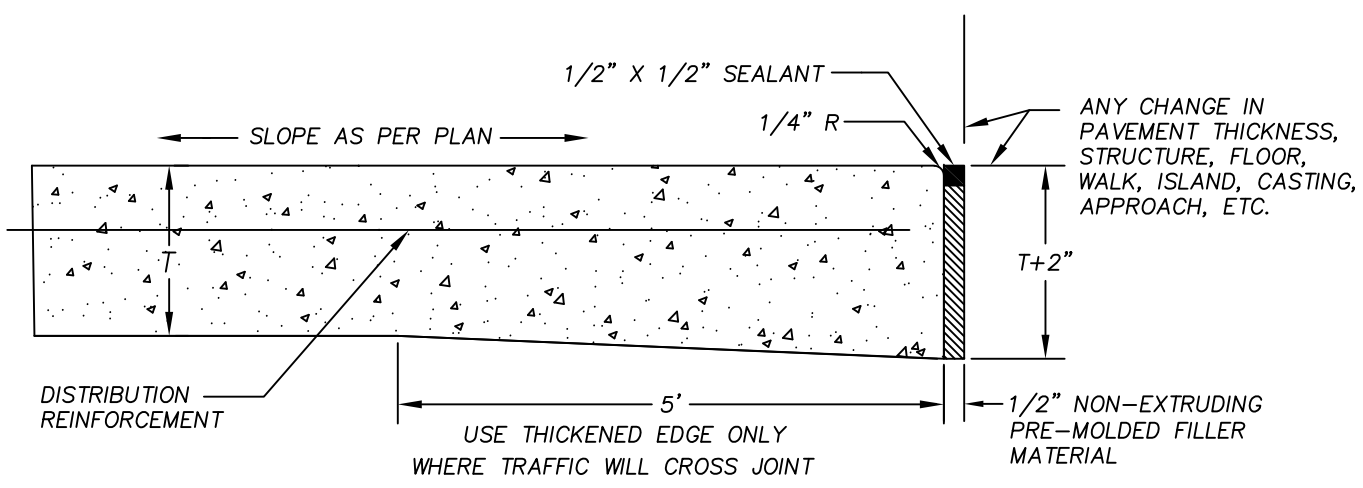 1/2” X 1/2” SEALANT
1/4” R
ANY CHANGE IN
PAVEMENT THICKNESS,
STRUCTURE, FLOOR,
WALK, ISLAND, CASTING,
APPROACH, ETC.
SLOPE AS PER PLAN
T
T+2”
DISTRIBUTION
REINFORCEMENT
5’
USE THICKENED EDGE ONLY
WHERE TRAFFIC WILL CROSS JOINT
1/2” NON-EXTRUDING
PRE-MOLDED FILLER
MATERIAL